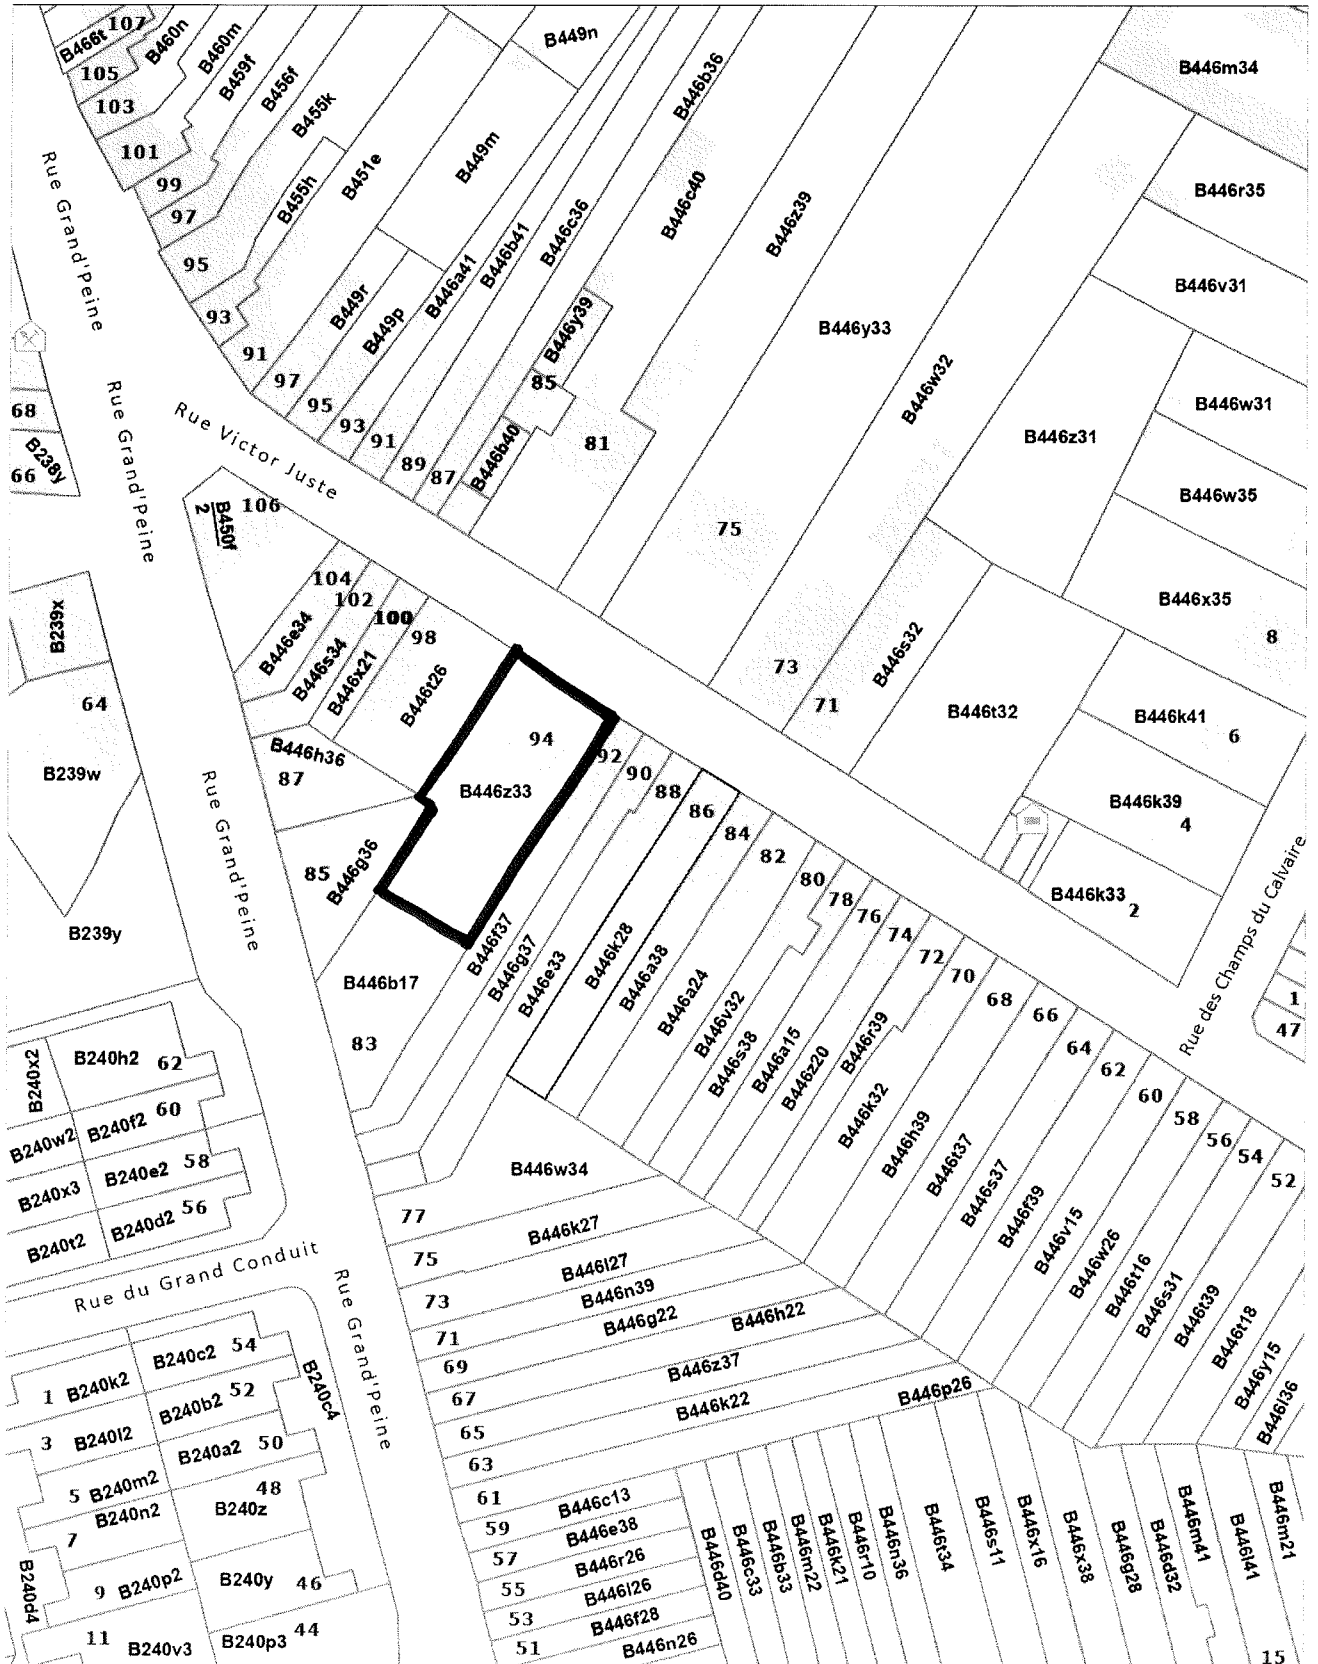 107
B466t
B460n
B460m
B459f
B456f
B455k
B449n
B446b36
B446m34
105
103
101
99
97
95
93
91
B455h
B451e
B449m
B446c40
B446z39
B446r35
B446v31
Rue Grand'Peine
B449r
B449p
B446a41
B446b41
B446c36
B446y39
B446y33
B446w32
B446w31
B446z31
97
95
93
91
89
87
85
81
B446b40
68
B238y
66
Rue Grand'Peine
Rue Victor Juste
106
B450f
2
75
B446w35
B446x35
8
104
102
100
98
B446e34
B446s34
B446x21
B446t26
B239x
64
B239w
B239y
73
71
B446s32
B446t32
B446k41
6
B446k39
4
B446k33
2
B446h36
87
94
B446z33
92
90
88
86
84
82
80
78
76
74
72
70
68
66
64
62
60
58
56
54
52
85
B446g36
Rue Grand'Peine
Rue des Champs du Calvaire
1
47
B446b17
83
B446f37
B446g37
B446e33
B446k28
B446a38
B446a24
B446v32
B446s38
B446a15
B446z20
B446r39
B446k32
B446h39
B446t37
B446s37
B446f39
B446v15
B446w26
B446t16
B446s31
B446t39
B446t18
B446y15
B446l36
B240x2
B240h2
62
B240w2
B240f2
60
B240x3
B240e2
58
B240t2
B240d2
56
B446w34
77
B446k27
75
B446l27
73
B446n39
71
B446g22
B446h22
69
67
B446z37
65
B446k22
B446p26
63
Rue du Grand Conduit
Rue Grand'Peine
B240c2
54
B240c4
1
B240k2
B240b2
52
3
B240l2
B240a2
50
5
B240m2
B240n2
B240z
48
7
B240d4
9
B240p2
B240y
46
11
B240v3
B240p3
44
61
B446c13
59
B446e38
57
B446r26
55
B446l26
53
B446f28
51
B446n26
B446d40
B446c33
B446b33
B446m22
B446k21
B446r10
B446n36
B446t34
B446s11
B446x16
B446x38
B446g28
B446d32
B446m41
B446l41
B446m21
15